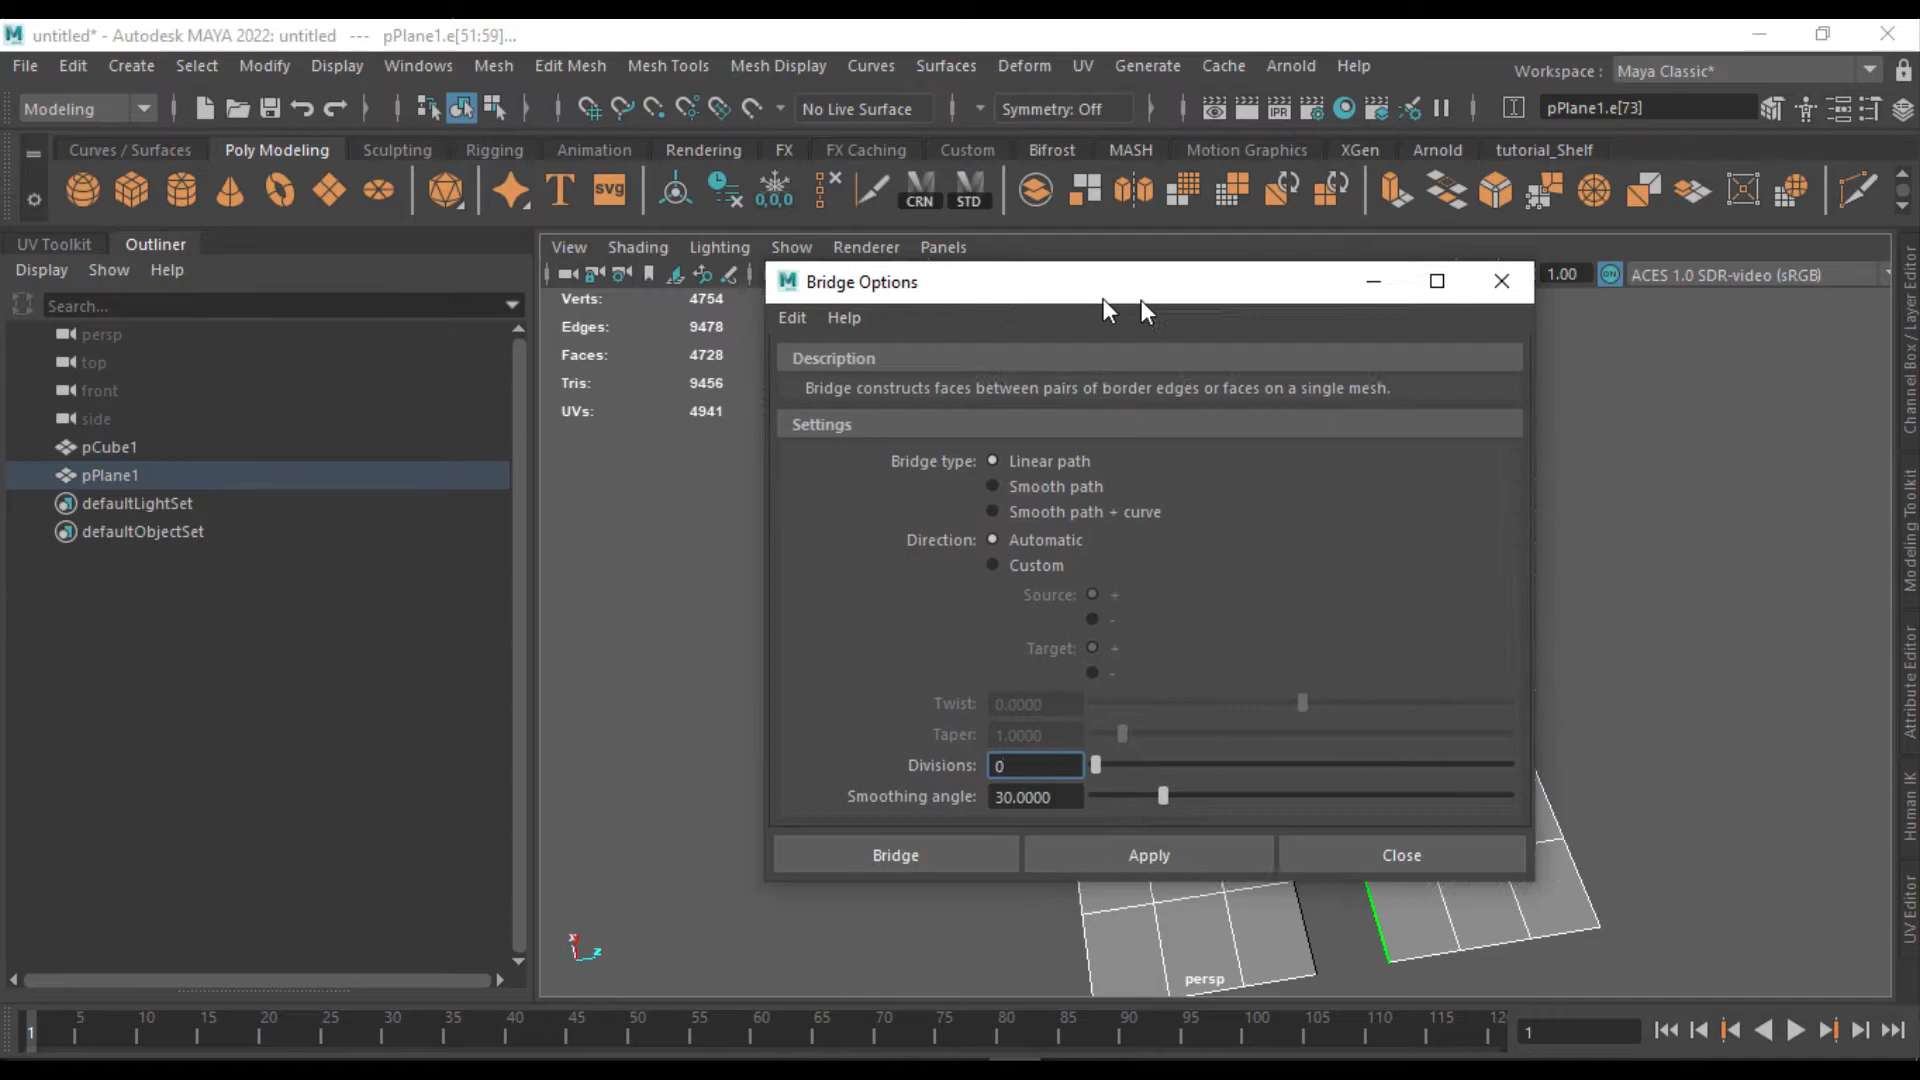 untitled* - Autodesk MAYA 2022: untitled --- pPlane1.e[51:59]...
File Edit Create Select Modify Display Windows Mesh Edit Mesh Mesh Tools Mesh Display Curves Surfaces Deform UV Generate Cache Arnold Help Workspace : Maya Classic*
Modeling No Live Surface Symmetry: Off IPR pPlane1.e[73]
Curves / Surfaces Poly Modeling Sculpting Rigging Animation Rendering FX FX Caching Custom Bifrost MASH Motion Graphics XGen Arnold tutorial_Shelf
T svg 0,0,0 CRN STD
UV Toolkit Outliner
Display Show Help
Search...
persp
top
front
side
pCube1
pPlane1
defaultLightSet
defaultObjectSet
View Shading Lighting Show Renderer Panels
1.00 ON ACES 1.0 SDR-video (sRGB)
Verts: 4754
Edges: 9478
Faces: 4728
Tris: 9456
UVs: 4941
Bridge Options
Edit Help
Description
Bridge constructs faces between pairs of border edges or faces on a single mesh.
Settings
Bridge type: Linear path
Smooth path
Smooth path + curve
Direction: Automatic
Custom
Source: +
-
Target: +
-
Twist: 0.0000
Taper: 1.0000
Divisions: 0
Smoothing angle: 30.0000
Bridge Apply Close
z
persp
Channel Box / Layer Editor
Modeling Toolkit
Attribute Editor
Human IK
UV Editor
1 5 10 15 20 25 30 35 40 45 50 55 60 65 70 75 80 85 90 95 100 105 110 115 12
1